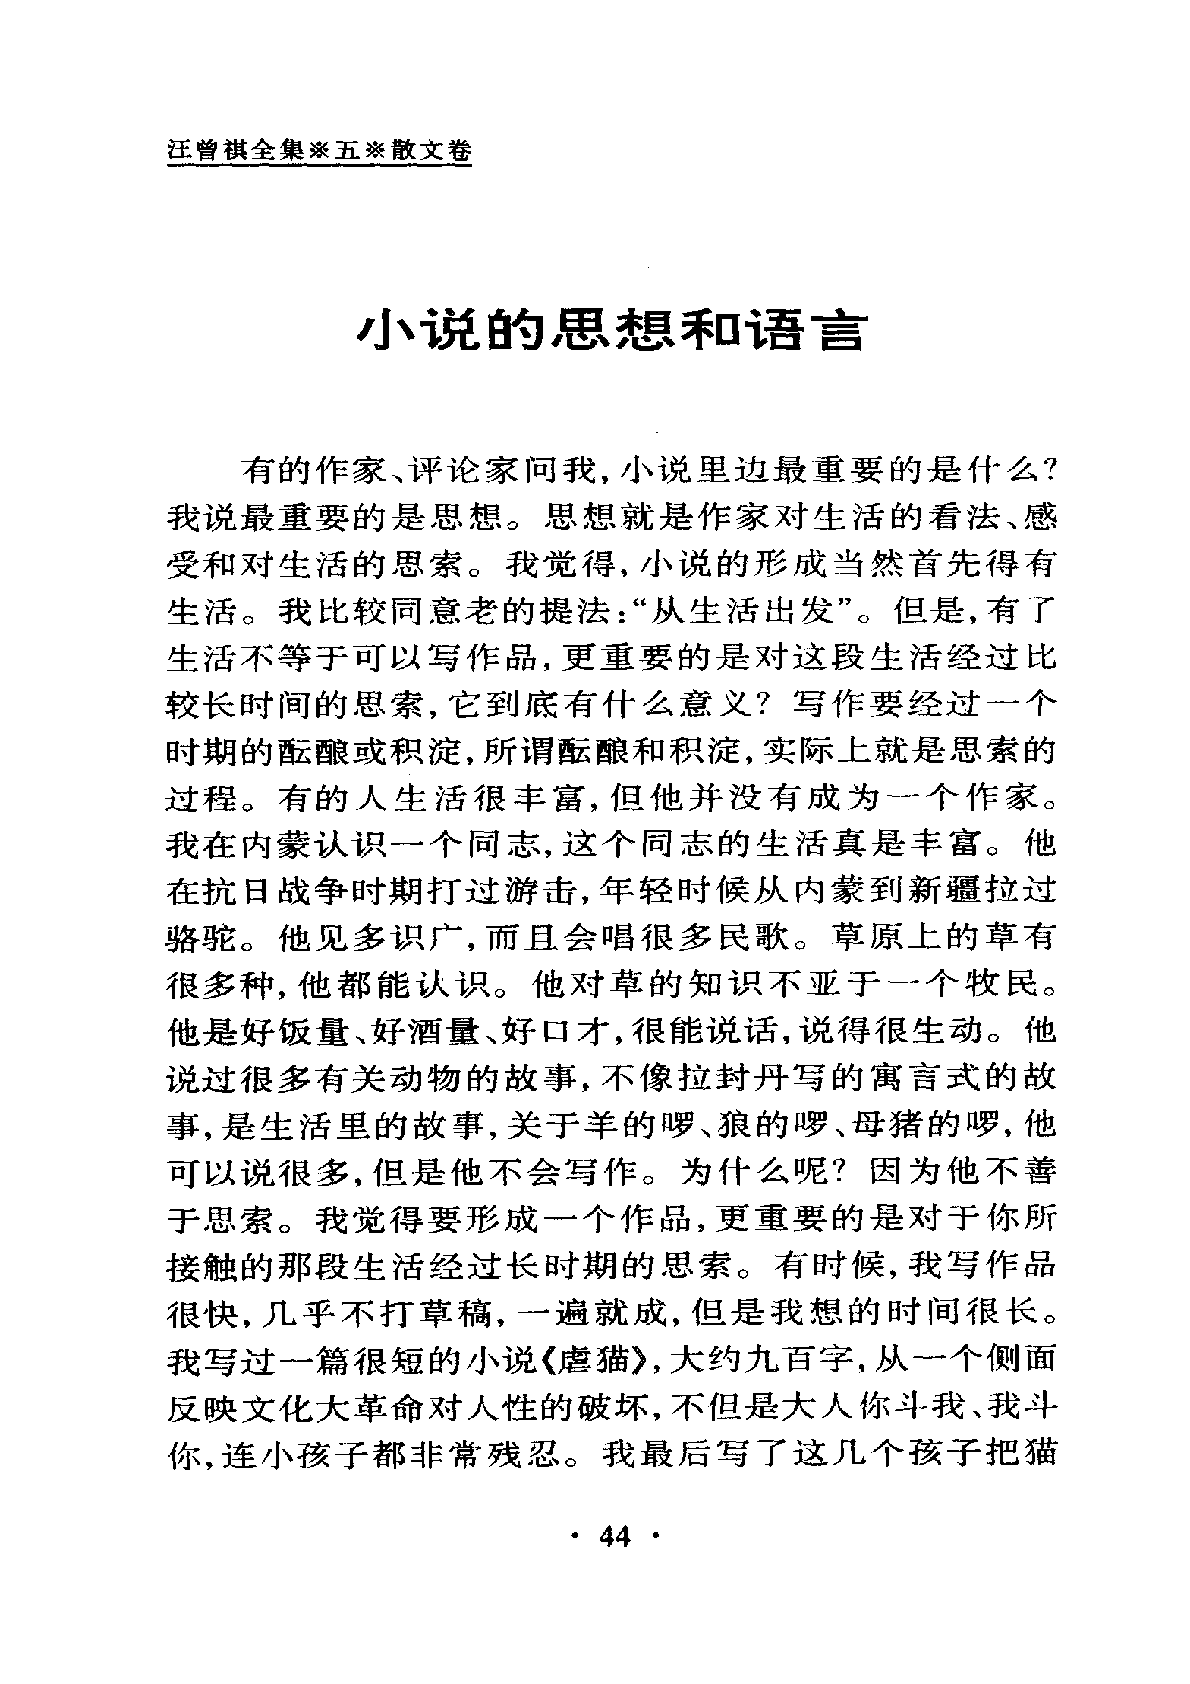 汪曾祺全集※五※散文卷
小说的思想和语言
有的作家、评论家问我,小说里边最重要的是什么?
我说最重要的是思想。思想就是作家对生活的看法、感
受和对生活的思索。我觉得,小说的形成当然首先得有
生活。我比较同意老的提法:“从生活出发”。但是,有了
生活不等于可以写作品,更重要的是对这段生活经过比
较长时间的思索,它到底有什么意义?写作要经过一个
时期的酝酿或积淀,所谓酝酿和积淀,实际上就是思索的
过程。有的人生活很丰富,但他并没有成为一个作家。
我在内蒙认识一个同志,这个同志的生活真是丰富。他
在抗日战争时期打过游击,年轻时候从内蒙到新疆拉过
骆驼。他见多识广,而且会唱很多民歌。草原上的草有
很多种,他都能认识。他对草的知识不亚于一个牧民。
他是好饭量、好酒量、好口才,很能说话,说得很生动。他
说过很多有关动物的故事,不像拉封丹写的寓言式的故
事,是生活里的故事,关于羊的啰、狼的啰、母猪的啰,他
可以说很多,但是他不会写作。为什么呢?因为他不善
于思索。我觉得要形成一个作品,更重要的是对于你所
接触的那段生活经过长时期的思索。有时候,我写作品
很快,几乎不打草稿,一遍就成,但是我想的时间很长。
我写过一篇很短的小说《虐猫》,大约九百字,从一个侧面
反映文化大革命对人性的破坏,不但是大人你斗我、我斗
你,连小孩子都非常残忍。我最后写了这几个孩子把猫
· 44 ·